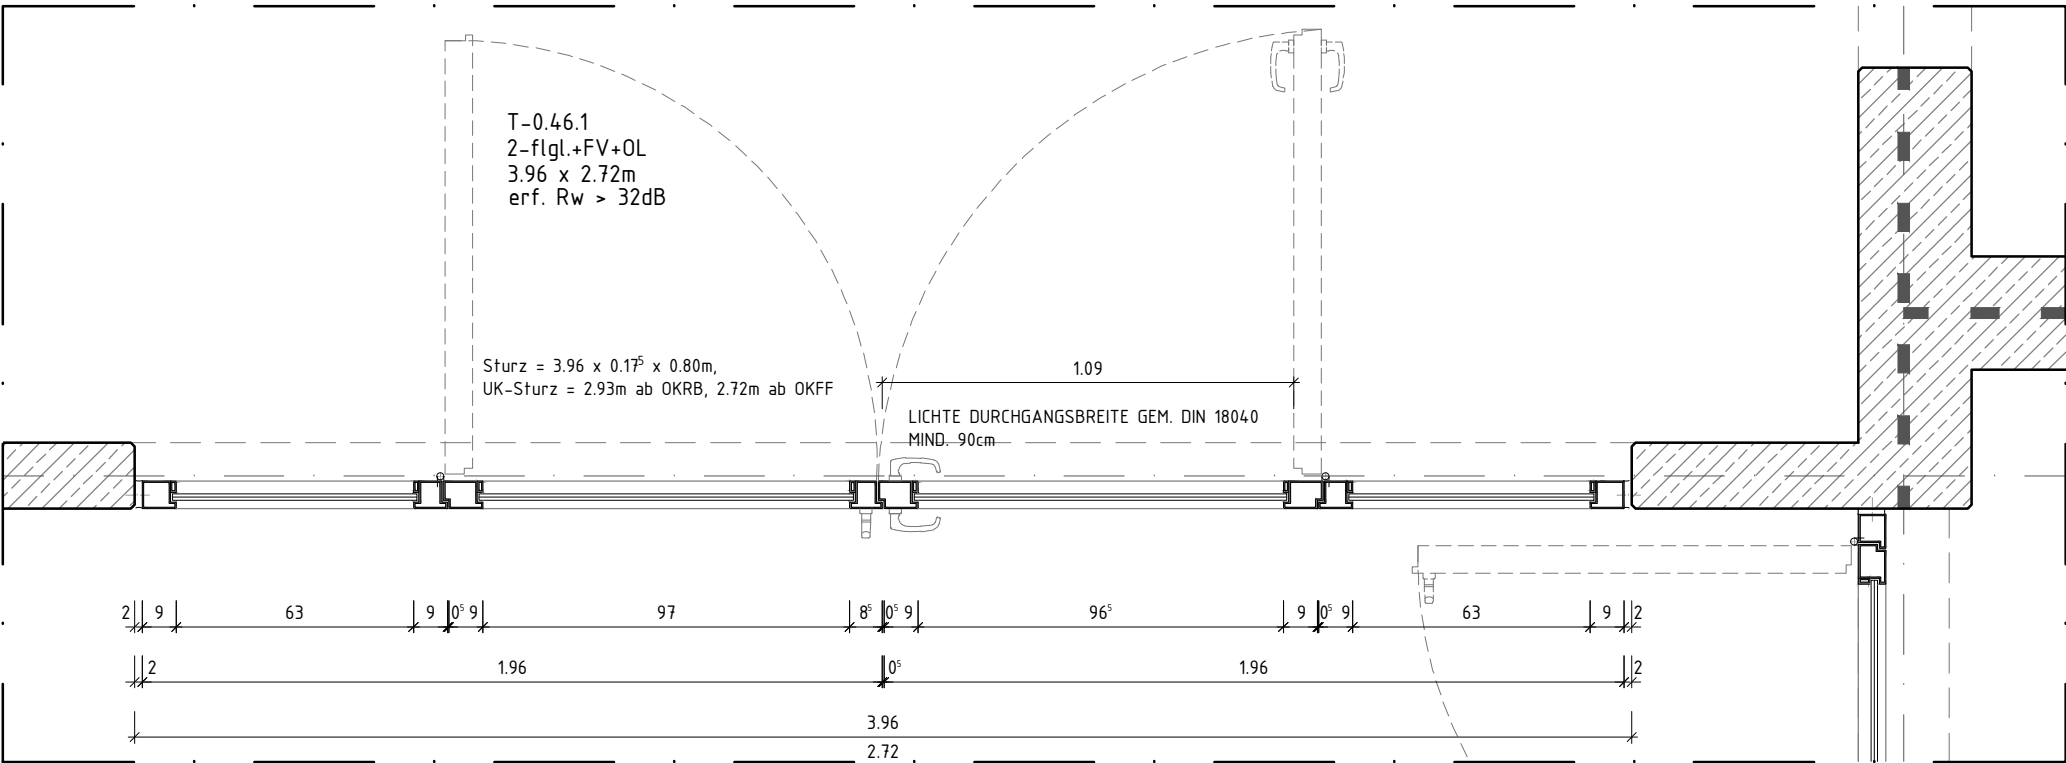 T-0.46.1
2-flgl.+FV+OL
3.96 x 2.72m
erf. Rw > 32dB
Sturz = 3.96 x 0.17⁵ x 0.80m,
UK-Sturz = 2.93m ab OKRB, 2.72m ab OKFF
1.09
LICHTE DURCHGANGSBREITE GEM. DIN 18040
MIND. 90cm
2 9 63 9 0⁵ 9 97 8⁵ 0⁵ 9 96⁵ 9 0⁵ 9 63 9 2
2 1.96 0⁵ 1.96 2
3.96
2.72